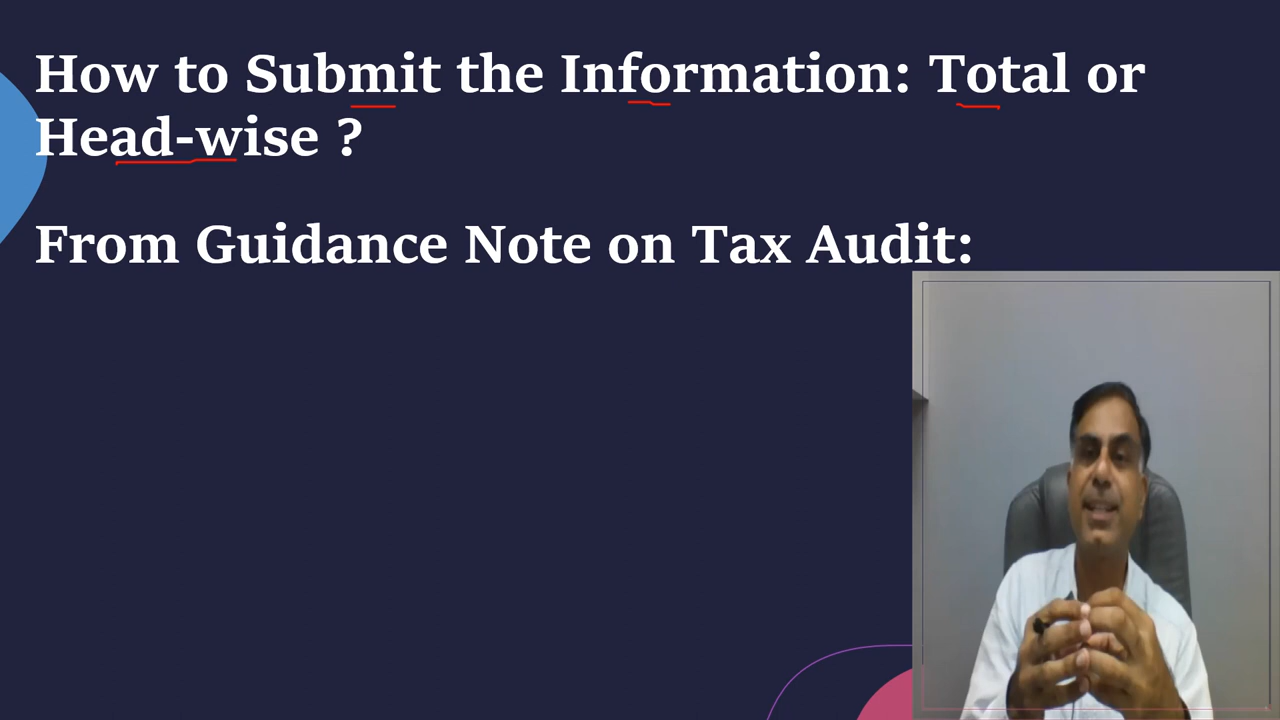 How to Submit the Information: Total or
Head-wise ?
From Guidance Note on Tax Audit: